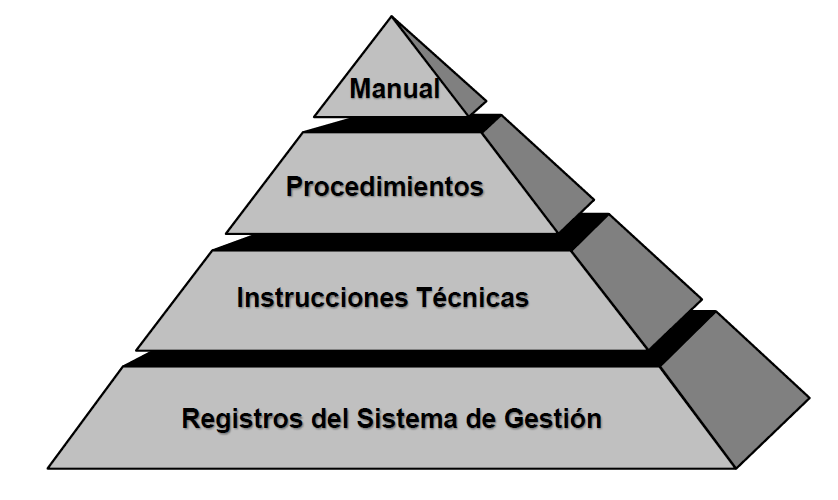 Manual
Procedimientos
Instrucciones Técnicas
Registros del Sistema de Gestión